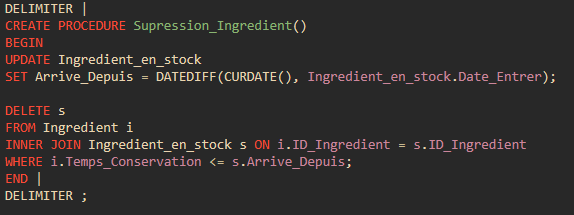 DELIMITER |
CREATE PROCEDURE Supression_Ingredient()
BEGIN
UPDATE Ingredient_en_stock
SET Arrive_Depuis = DATEDIFF(CURDATE(), Ingredient_en_stock.Date_Entrer);

DELETE s
FROM Ingredient i
INNER JOIN Ingredient_en_stock s ON i.ID_Ingredient = s.ID_Ingredient
WHERE i.Temps_Conservation <= s.Arrive_Depuis;
END |
DELIMITER ;